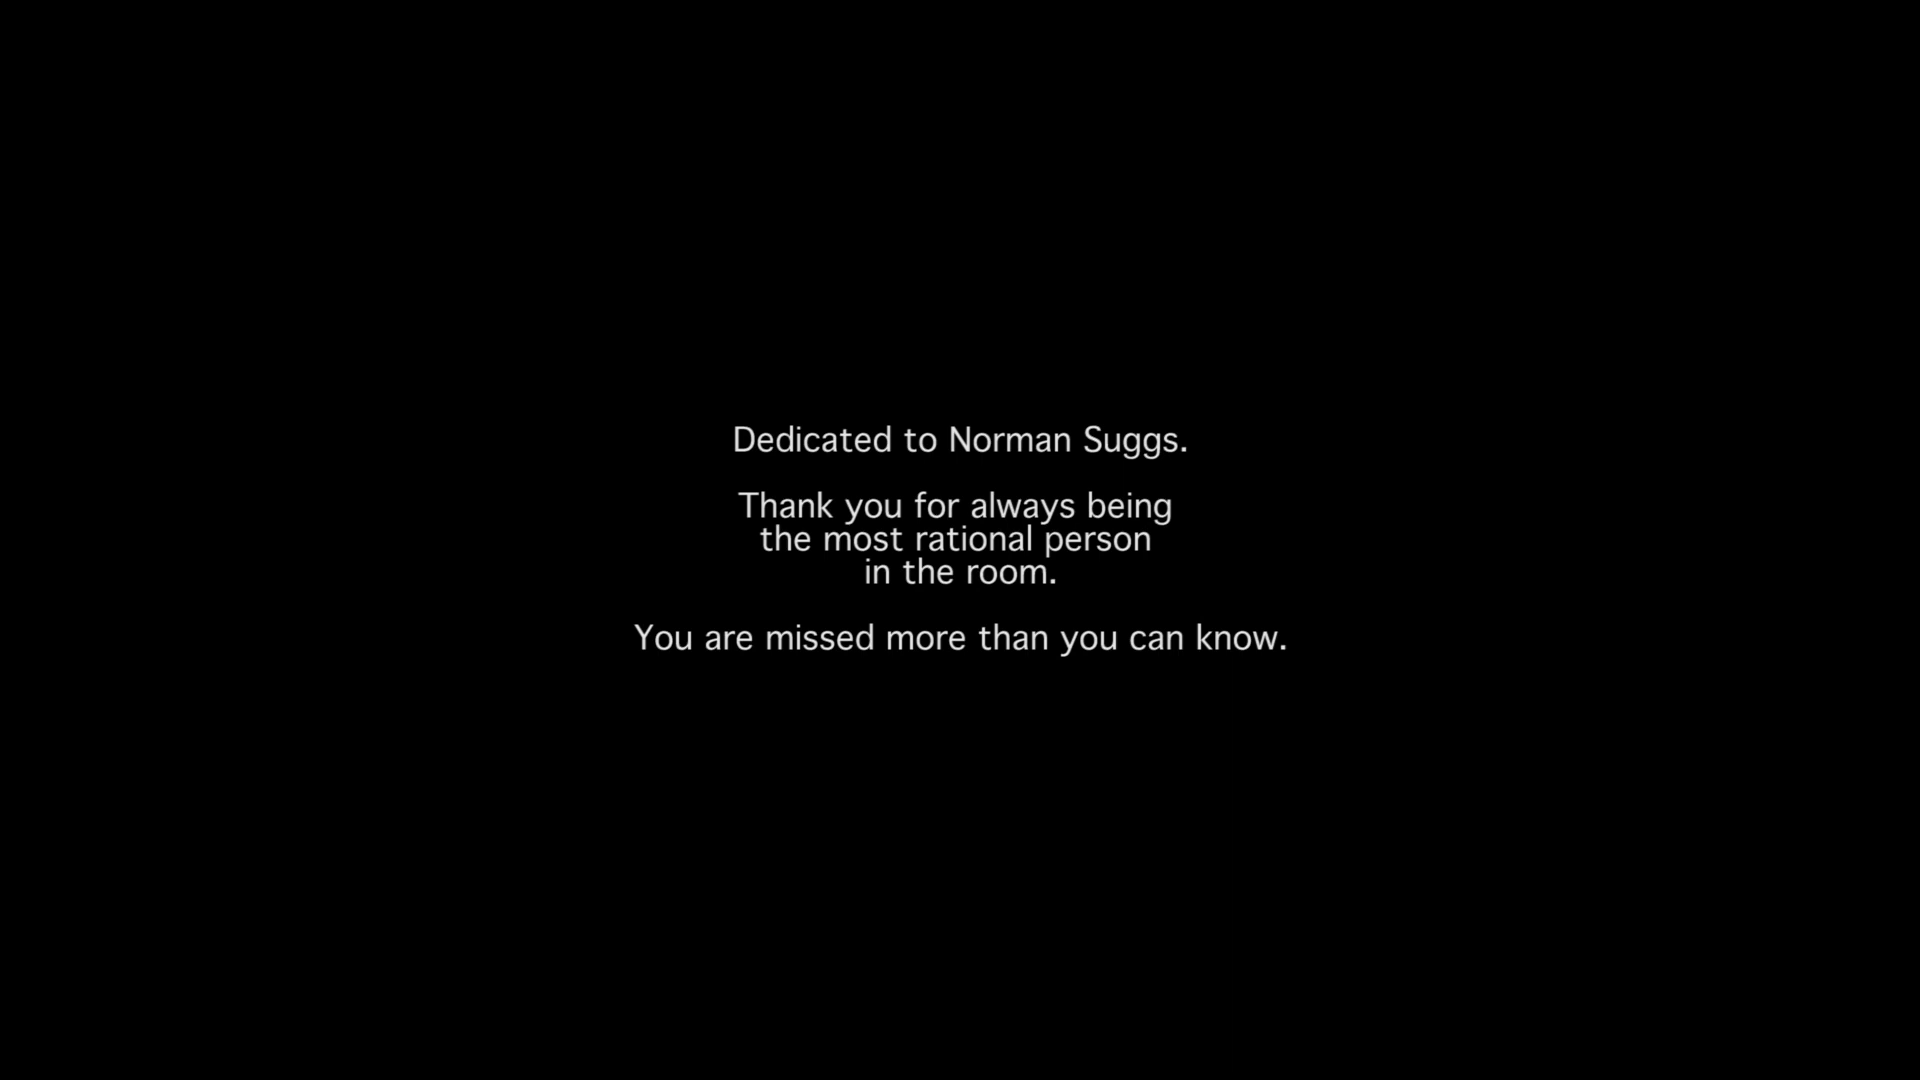 Dedicated to Norman Suggs.
Thank you for always being
the most rational person
in the room.
You are missed more than you can know.